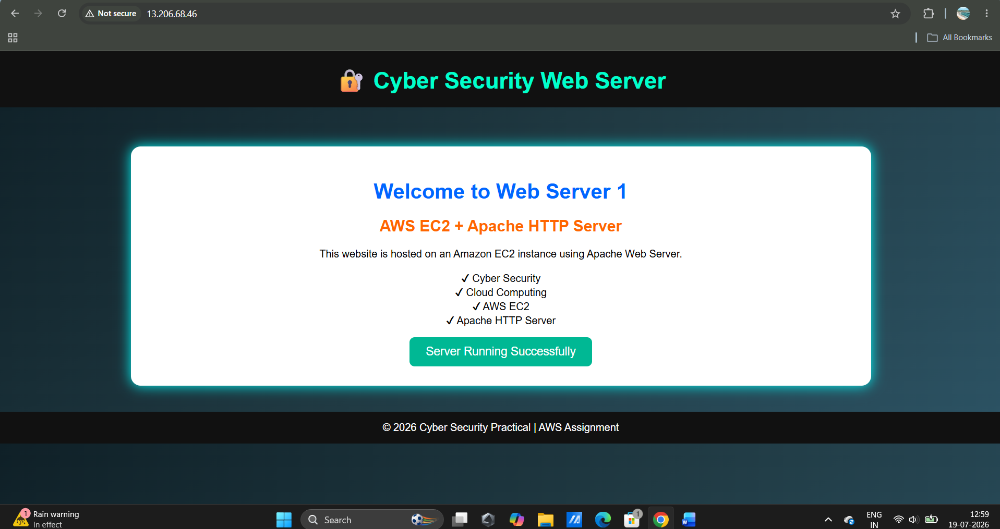 Not secure 13.206.68.46
All Bookmarks
Cyber Security Web Server
Welcome to Web Server 1
AWS EC2 + Apache HTTP Server
This website is hosted on an Amazon EC2 instance using Apache Web Server.
✓ Cyber Security
✓ Cloud Computing
✓ AWS EC2
✓ Apache HTTP Server
Server Running Successfully
© 2026 Cyber Security Practical | AWS Assignment
1
Rain warning
In effect
Search
1
W
ENG
IN
12:59
19-07-2026